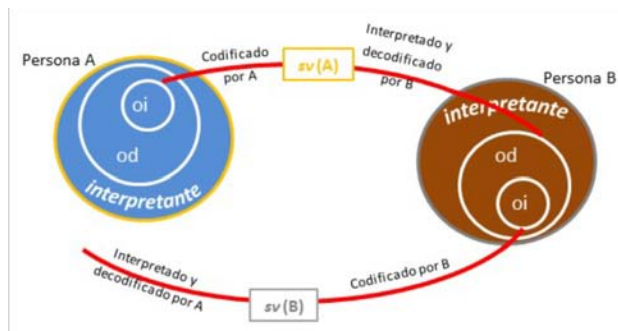 Persona A
oi
od
interpretante
Codificado
por A
sv(A)
Interpretado y
decodificado
por B
Persona B
interpretante
od
oi
Codificado por B
sv(B)
Interpretado y
decodificado por A